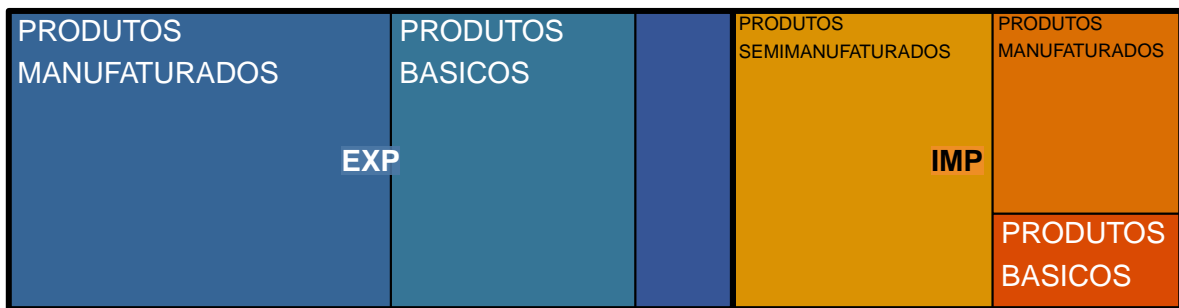 PRODUTOS
MANUFATURADOS
PRODUTOS
BASICOS
EXP
PRODUTOS
SEMIMANUFATURADOS
PRODUTOS
MANUFATURADOS
IMP
PRODUTOS
BASICOS